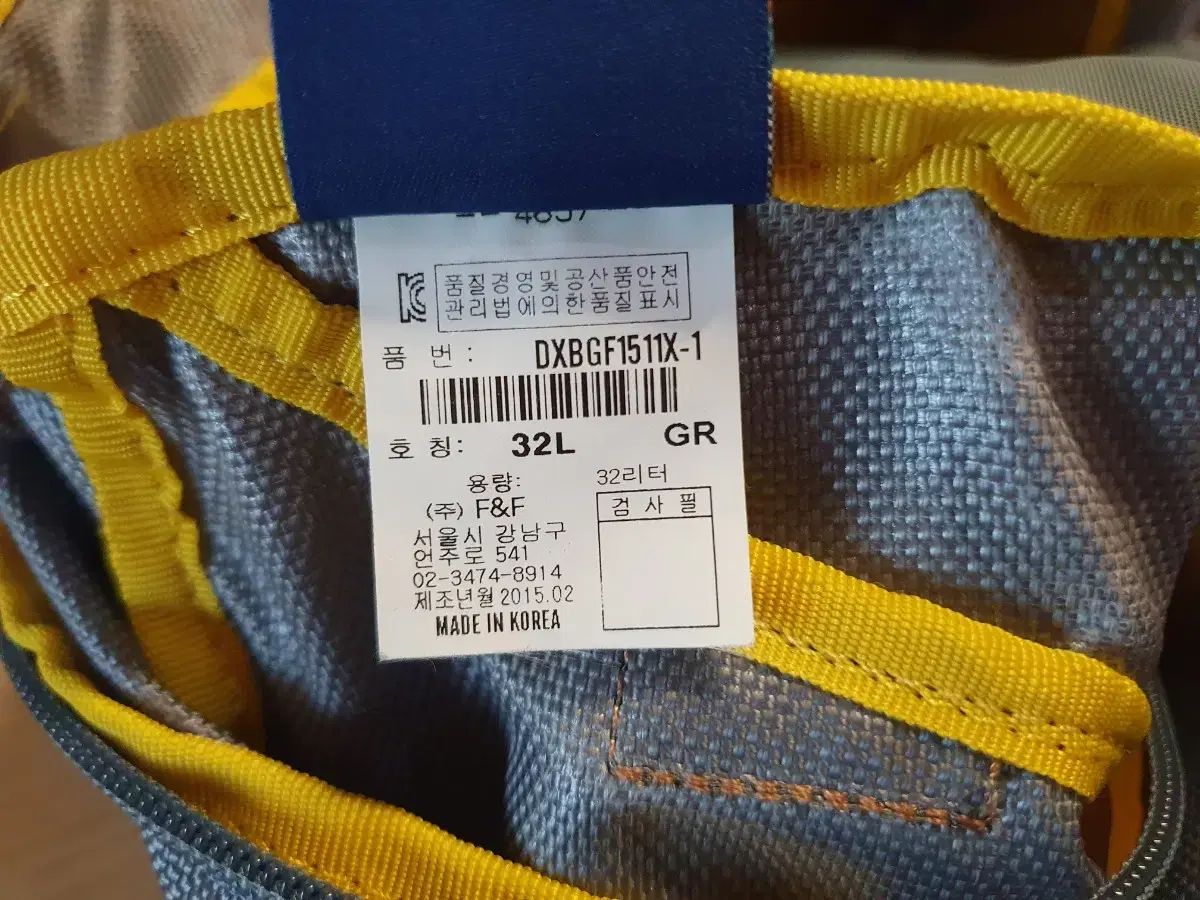 품질경영및공산품안전
관리법에의한품질표시
품 번 : DXBGF1511X-1
호 칭: 32L GR
용량: 32리터
(주) F&F
검 사 필
서울시 강남구
언주로 541
02-3474-8914
제조년월 2015.02
MADE IN KOREA